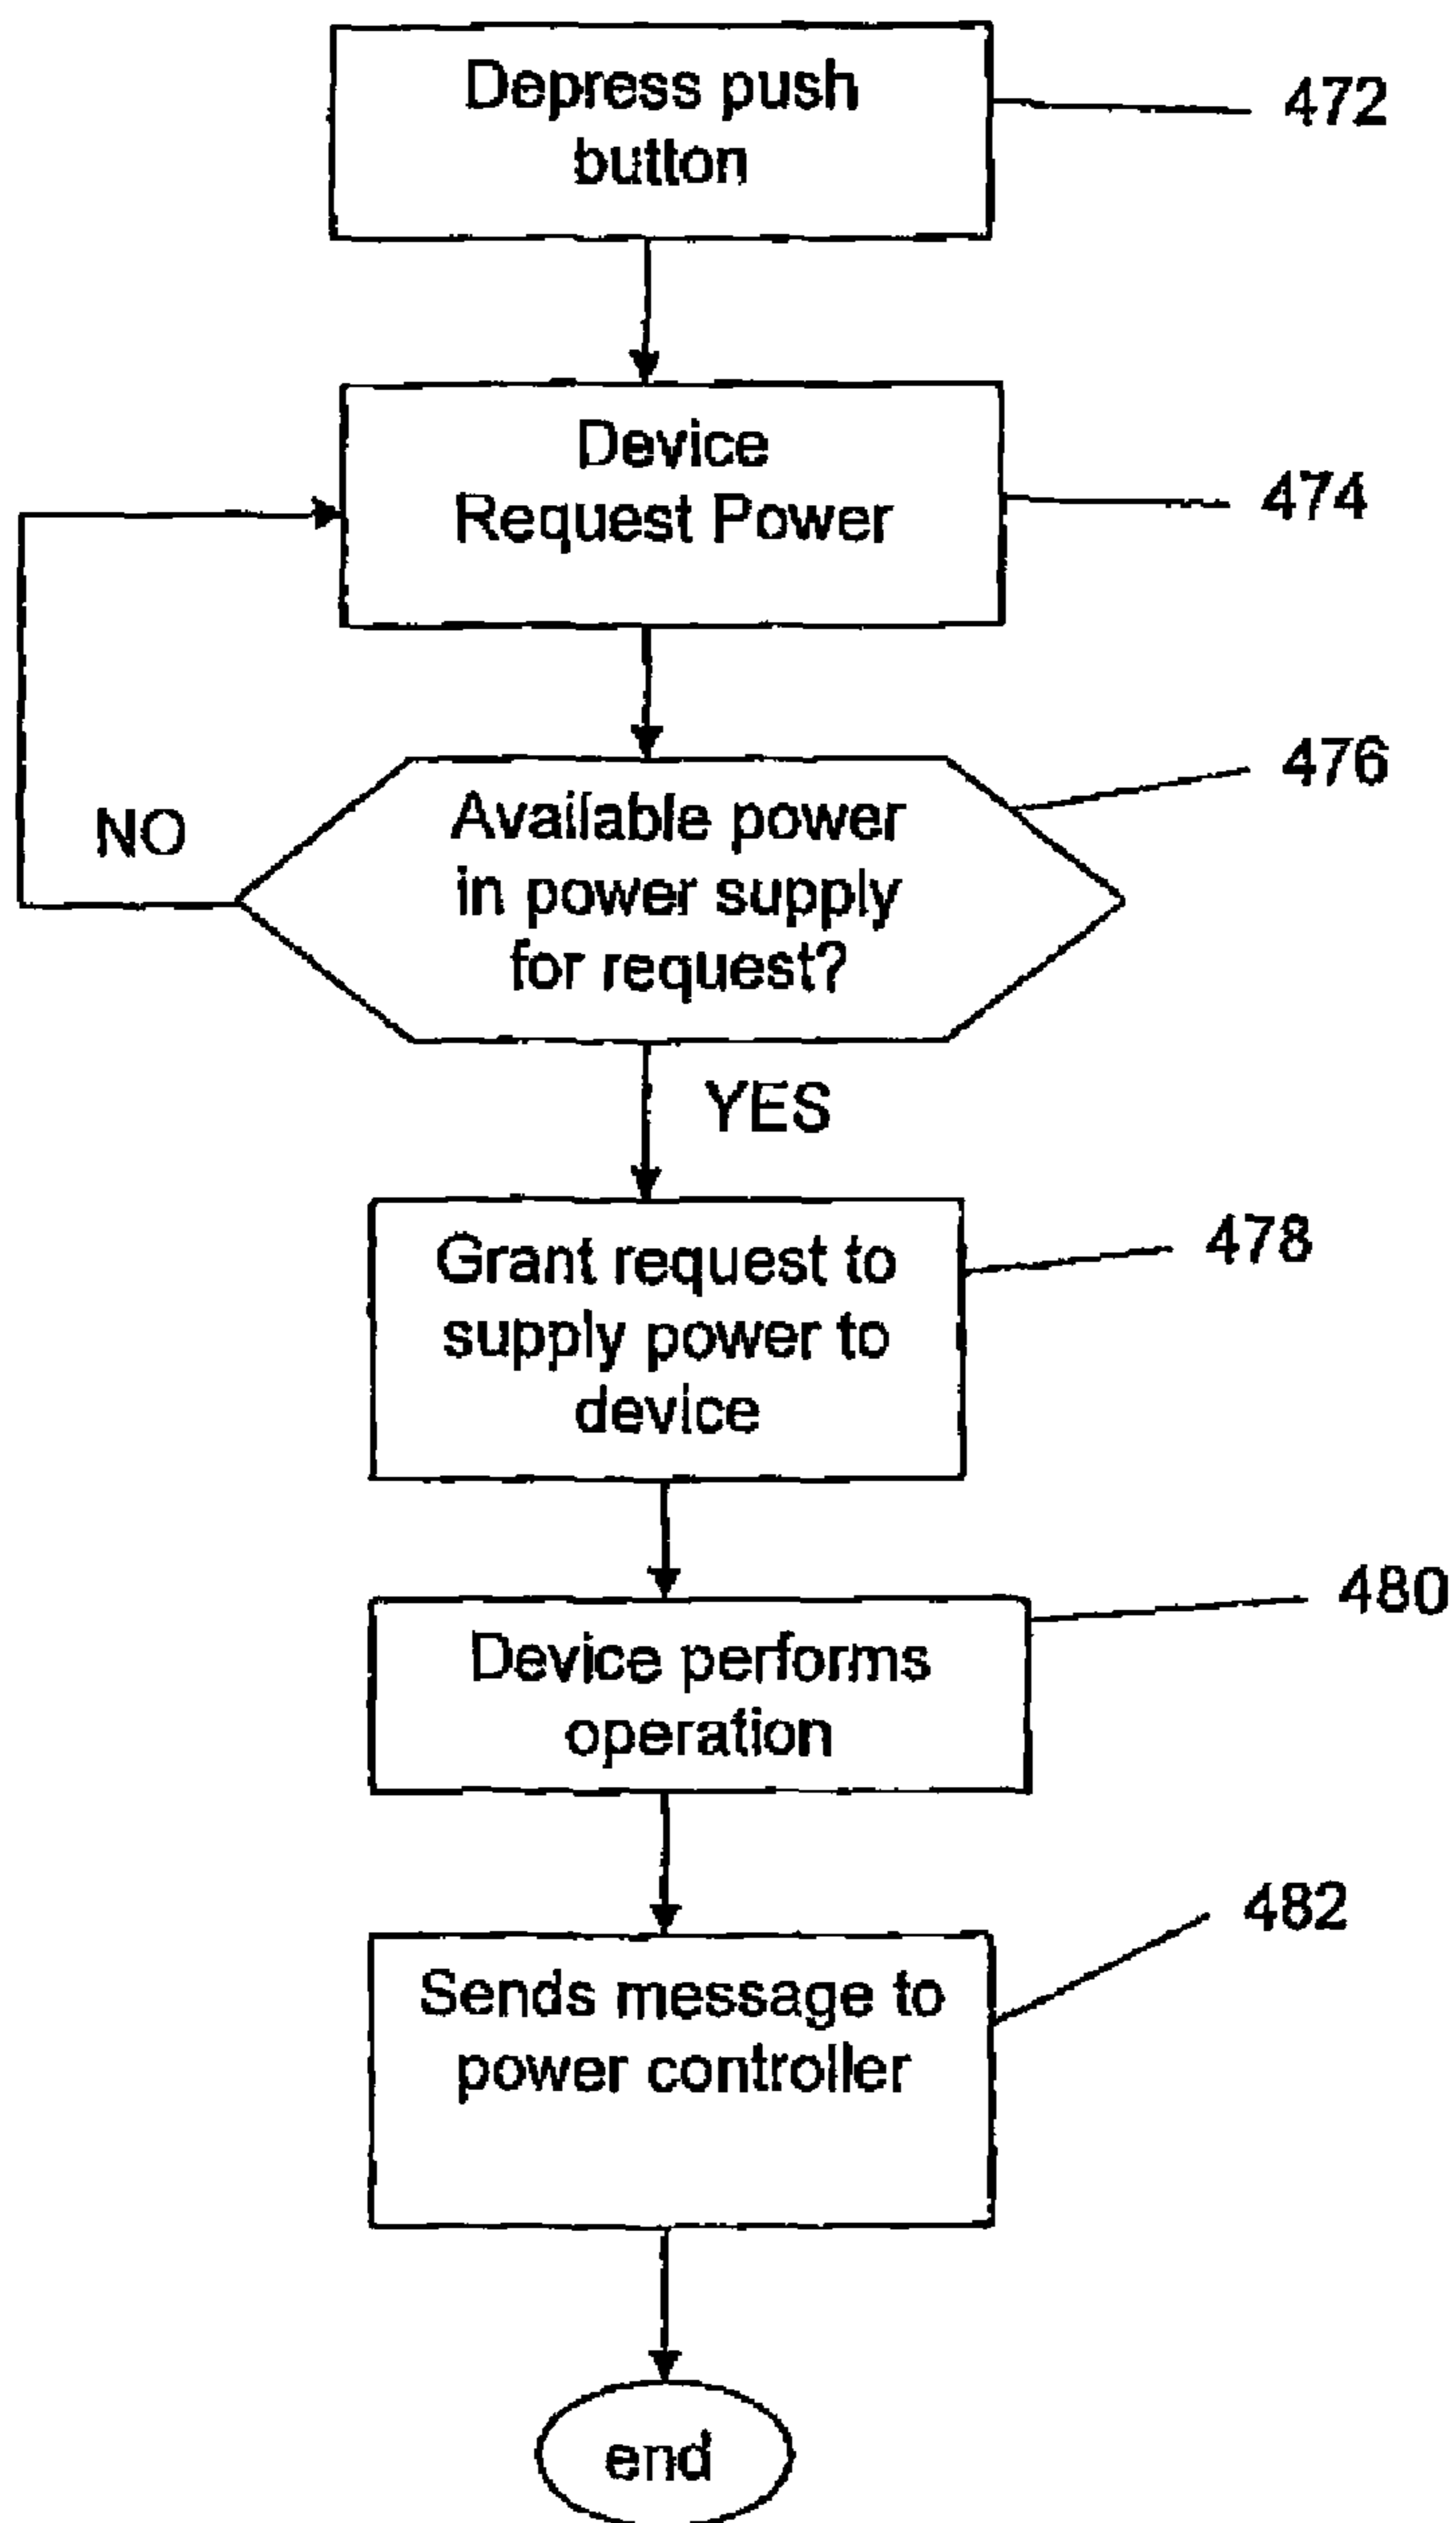 Depress push
button
472
Device
Request Power
474
Available power
in power supply
for request?
476
NO
YES
Grant request to
supply power to
device
478
Device performs
operation
480
Sends message to
power controller
482
end